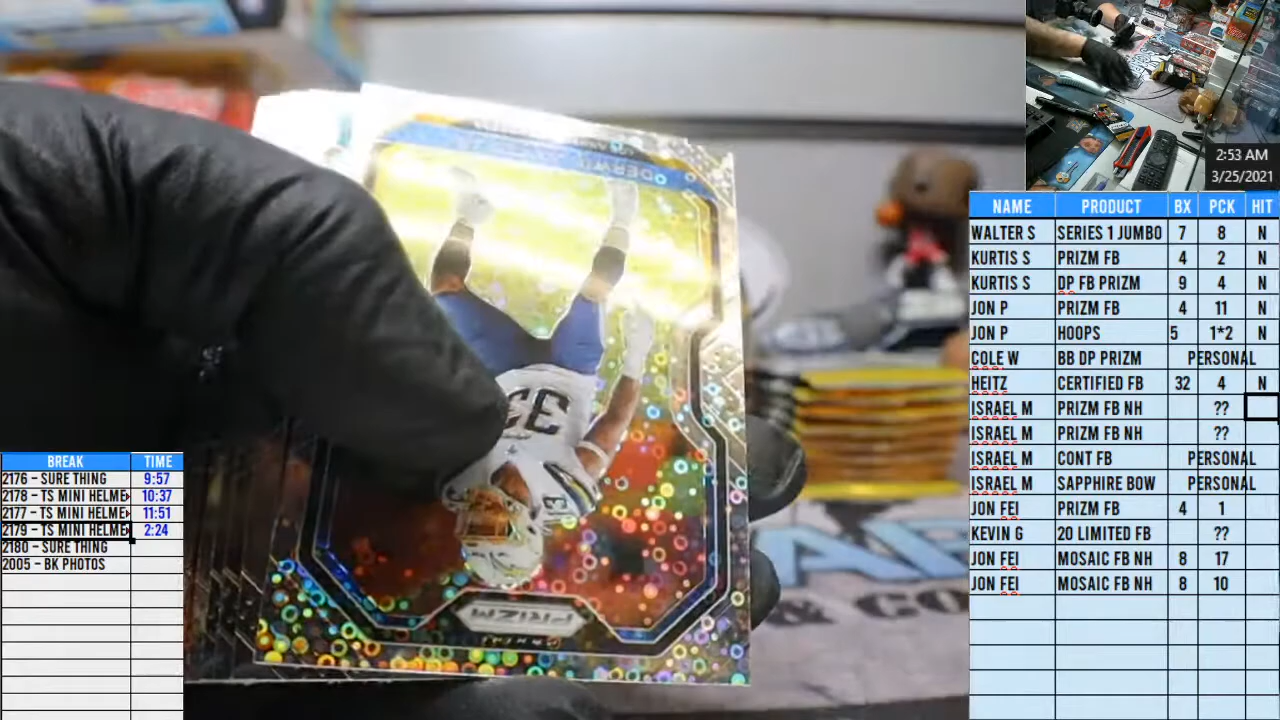 2:53 AM
3/25/2021
NAME PRODUCT BX PCK HIT
WALTER S SERIES 1 JUMBO 7 8 N
KURTIS S PRIZM FB 4 2 N
KURTIS S DP FB PRIZM 9 4 N
JON P PRIZM FB 4 11 N
JON P HOOPS 5 1*2 N
COLE W BB DP PRIZM PERSONAL
HEITZ CERTIFIED FB 32 4 N
ISRAEL M PRIZM FB NH ??
ISRAEL M PRIZM FB NH ??
ISRAEL M CONT FB PERSONAL
ISRAEL M SAPPHIRE BOW PERSONAL
JON FEI PRIZM FB 4 1
KEVIN G 20 LIMITED FB ??
JON FEI MOSAIC FB NH 8 17
JON FEI MOSAIC FB NH 8 10
BREAK TIME
2176 – SURE THING 9:57
2178 – TS MINI HELME 10:37
2177 – TS MINI HELME 11:51
2179 – TS MINI HELME 2:24
2180 – SURE THING
2005 – BK PHOTOS
DERW
33
PRIZM
& CO